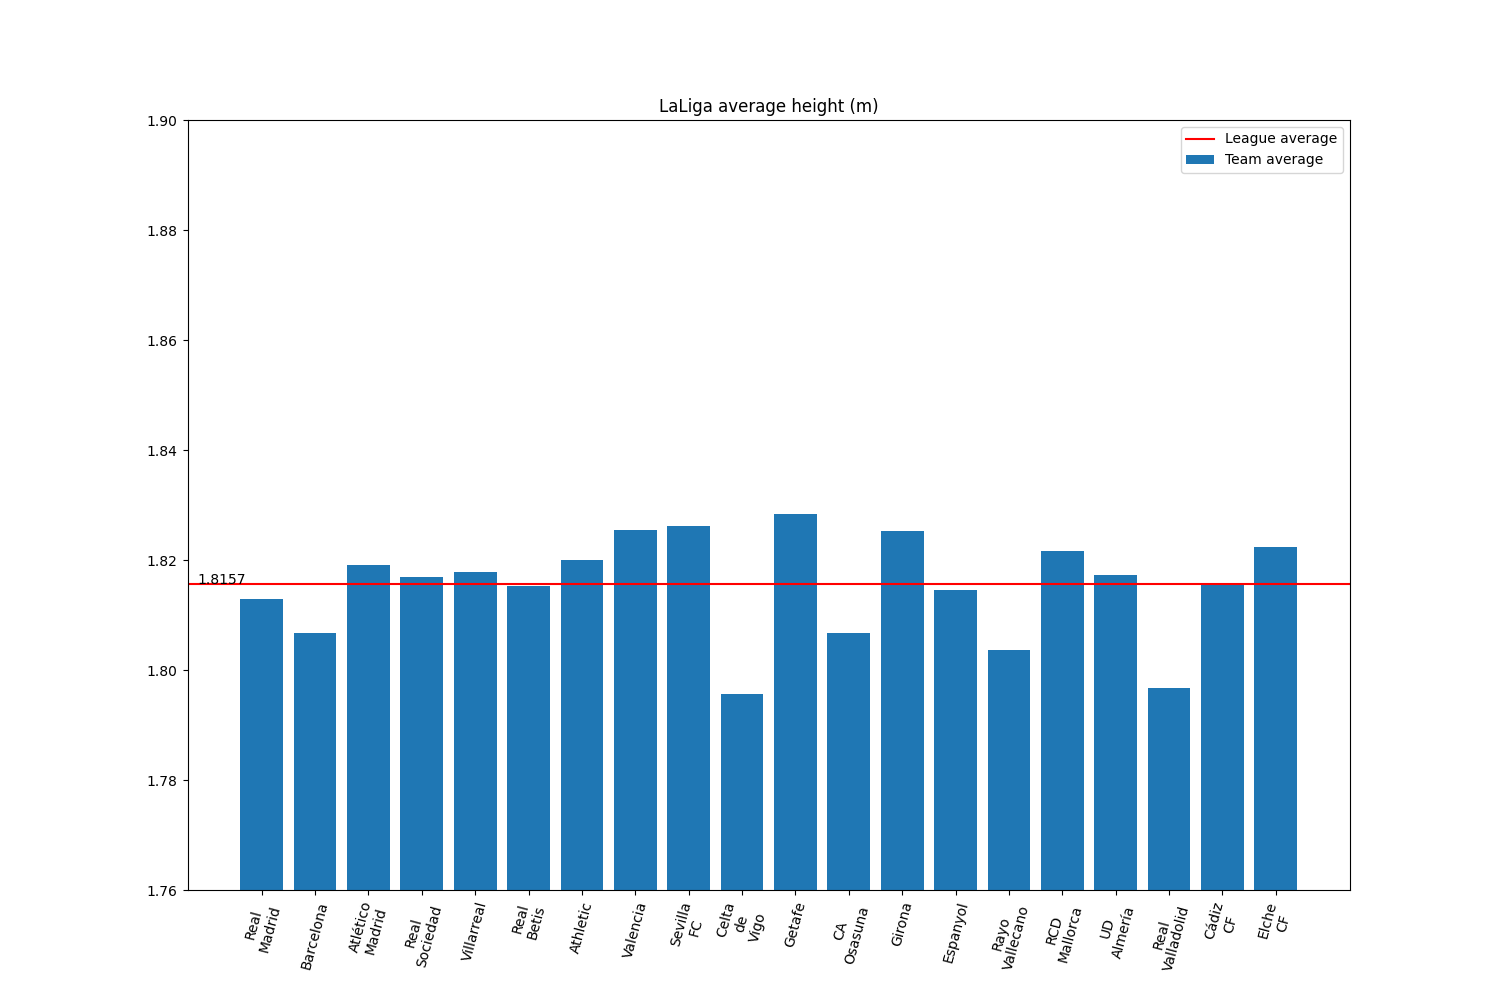 LaLiga average height (m)
League average
Team average
1.90
1.88
1.86
1.84
1.82
1.80
1.78
1.76
1.8157
Real
Madrid
Barcelona
Atlético
Madrid
Real
Sociedad
Villarreal
Real
Betis
Athletic
Valencia
Sevilla
FC
Celta
de
Vigo
Getafe
CA
Osasuna
Girona
Espanyol
Rayo
Vallecano
RCD
Mallorca
UD
Almería
Real
Valladolid
Cádiz
CF
Elche
CF